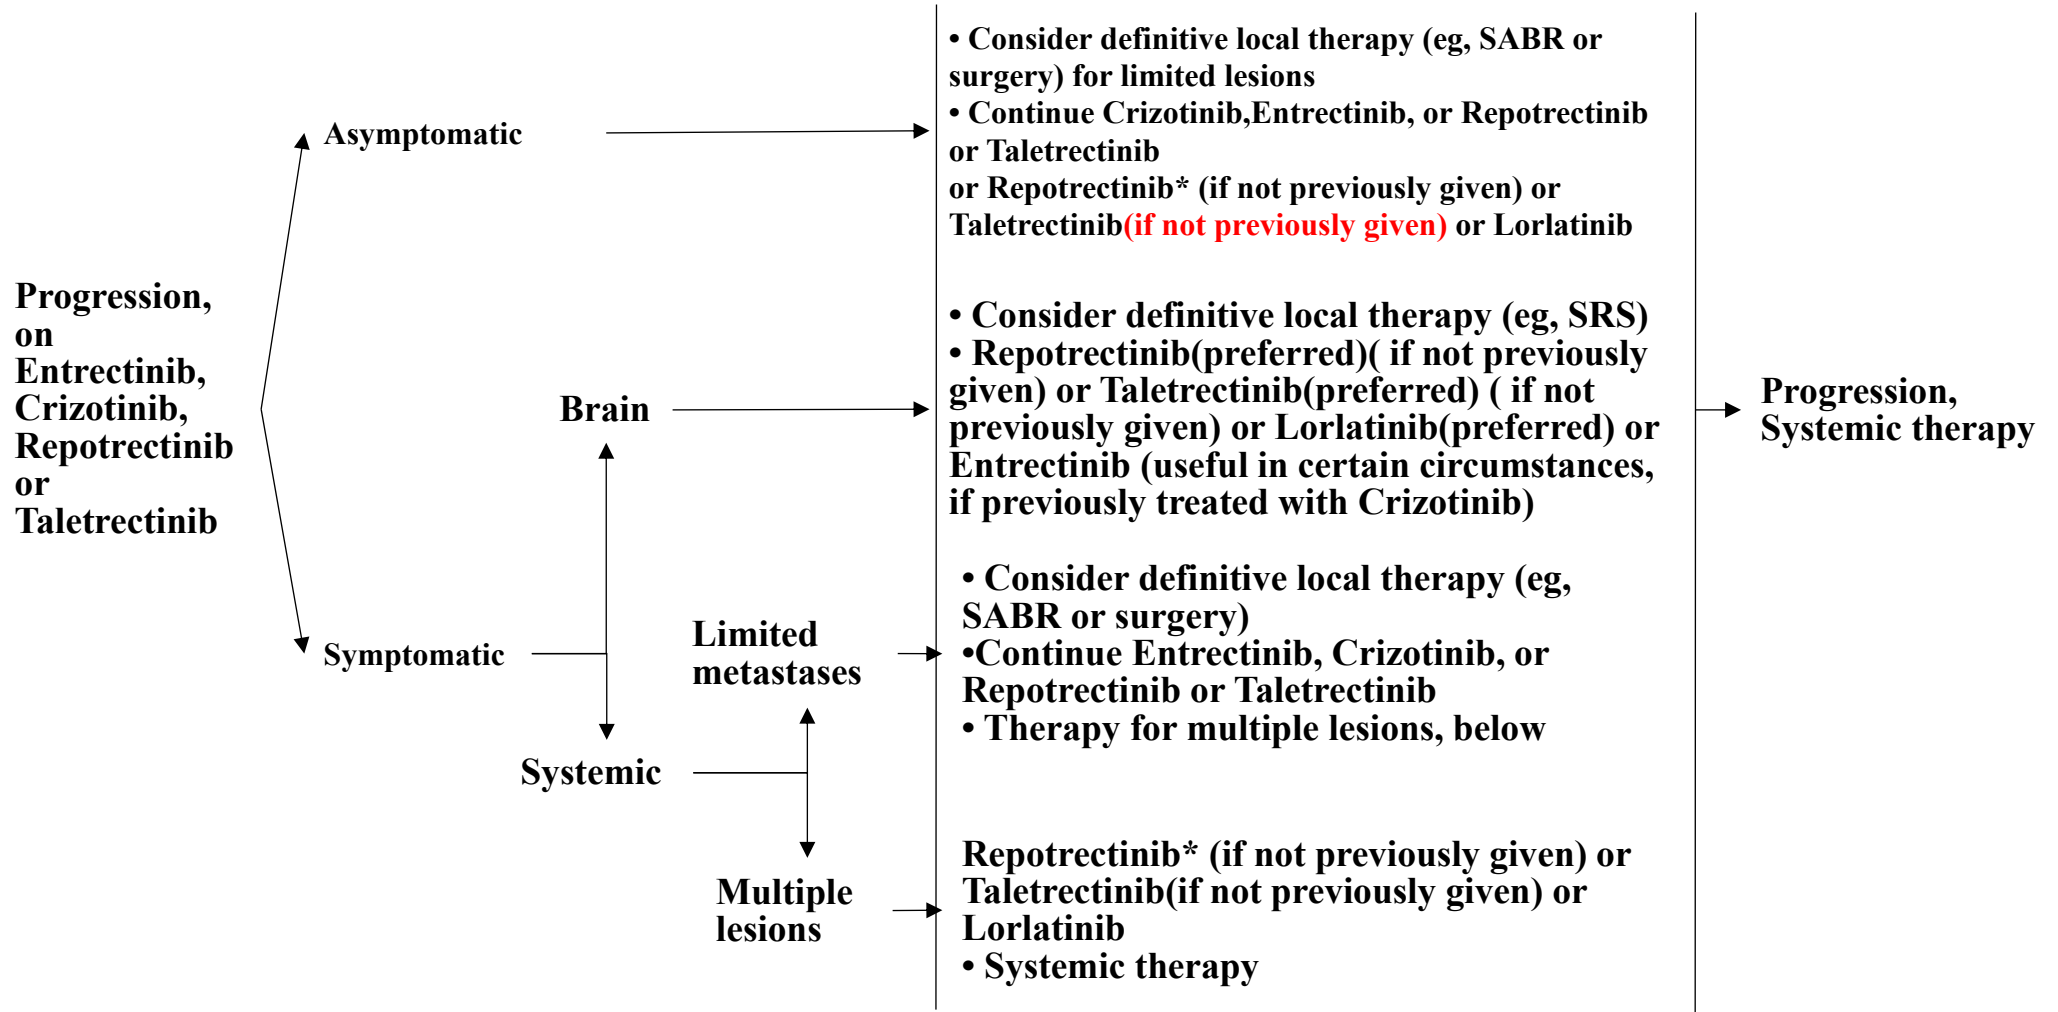 Progression,
on
Entrectinib,
Crizotinib,
Repotrectinib
or
Taletrectinib
Asymptomatic
• Consider definitive local therapy (eg, SABR or
surgery) for limited lesions
• Continue Crizotinib,Entrectinib, or Repotrectinib
or Taletrectinib
or Repotrectinib* (if not previously given) or
Taletrectinib(if not previously given) or Lorlatinib
Symptomatic
Brain
• Consider definitive local therapy (eg, SRS)
• Repotrectinib(preferred)( if not previously
given) or Taletrectinib(preferred) ( if not
previously given) or Lorlatinib(preferred) or
Entrectinib (useful in certain circumstances,
if previously treated with Crizotinib)
Systemic
Limited
metastases
• Consider definitive local therapy (eg,
SABR or surgery)
•Continue Entrectinib, Crizotinib, or
Repotrectinib or Taletrectinib
• Therapy for multiple lesions, below
Multiple
lesions
Repotrectinib* (if not previously given) or
Taletrectinib(if not previously given) or
Lorlatinib
• Systemic therapy
Progression,
Systemic therapy